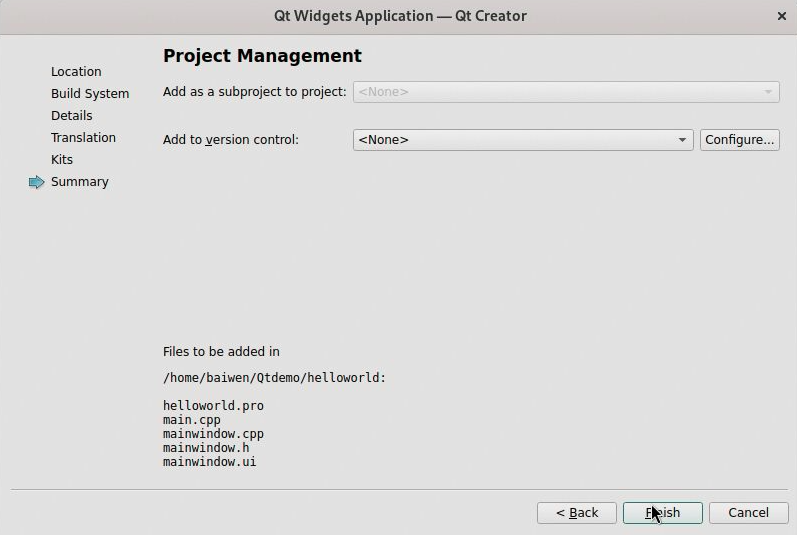 Qt Widgets Application — Qt Creator
Location
Build System
Details
Translation
Kits
Summary
Project Management
Add as a subproject to project: <None>
Add to version control: <None> Configure...
Files to be added in
/home/baiwen/Qtdemo/helloworld:
helloworld.pro
main.cpp
mainwindow.cpp
mainwindow.h
mainwindow.ui
< Back Finish Cancel